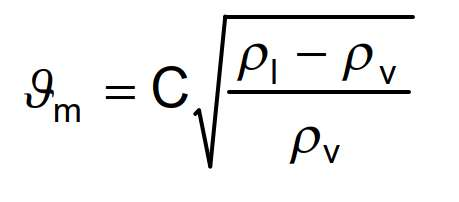 ϑₘ = C √((ρₗ − ρᵥ) / ρᵥ)